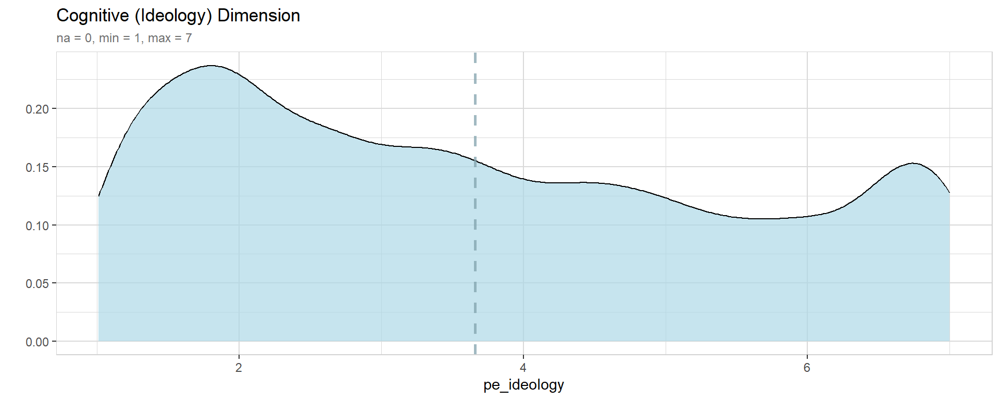 Cognitive (Ideology) Dimension
na = 0, min = 1, max = 7
0.20
0.15
0.10
0.05
0.00
2 4 6
pe_ideology